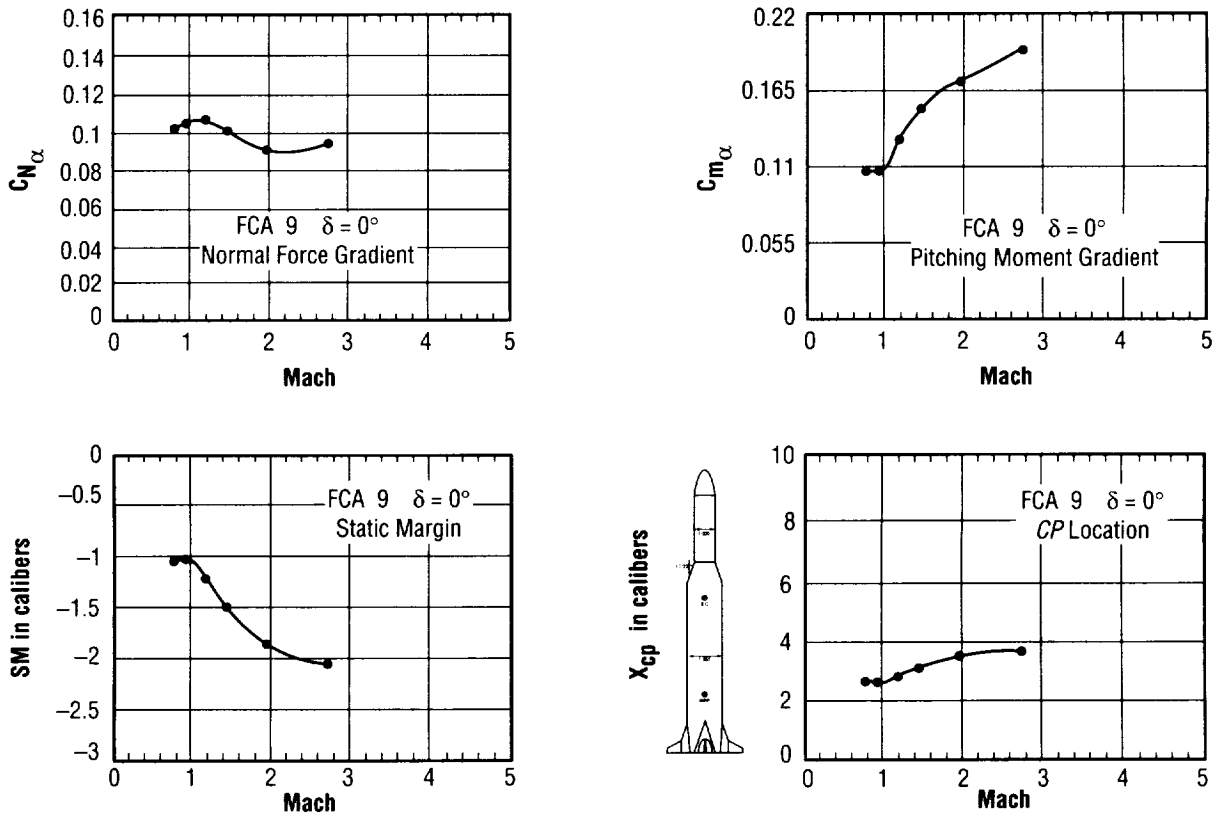 0.16
0.14
0.12
0.1
0.08
0.06
0.04
0.02
0
CNα
FCA 9 δ = 0°
Normal Force Gradient
0 1 2 3 4 5
Mach
0.22
0.165
0.11
0.055
0
Cmα
FCA 9 δ = 0°
Pitching Moment Gradient
0 1 2 3 4 5
Mach
0
–0.5
–1
–1.5
–2
–2.5
–3
SM in calibers
FCA 9 δ = 0°
Static Margin
0 1 2 3 4 5
Mach
10
8
6
4
2
0
Xcp in calibers
FCA 9 δ = 0°
CP Location
0 1 2 3 4 5
Mach